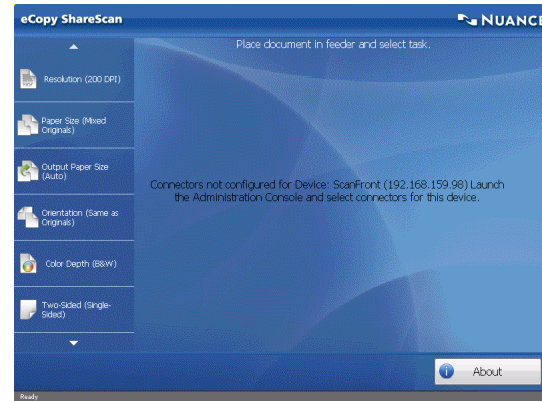 eCopy ShareScan
NUANCE
Place document in feeder and select task.
Resolution (200 DPI)
Paper Size (Mixed
Originals)
Output Paper Size
(Auto)
Orientation (Same as
Originals)
Color Depth (B&W)
Two-Sided (Single-
Sided)
Connectors not configured for Device: ScanFront (192.168.159.98) Launch
the Administration Console and select connectors for this device.
About
Ready